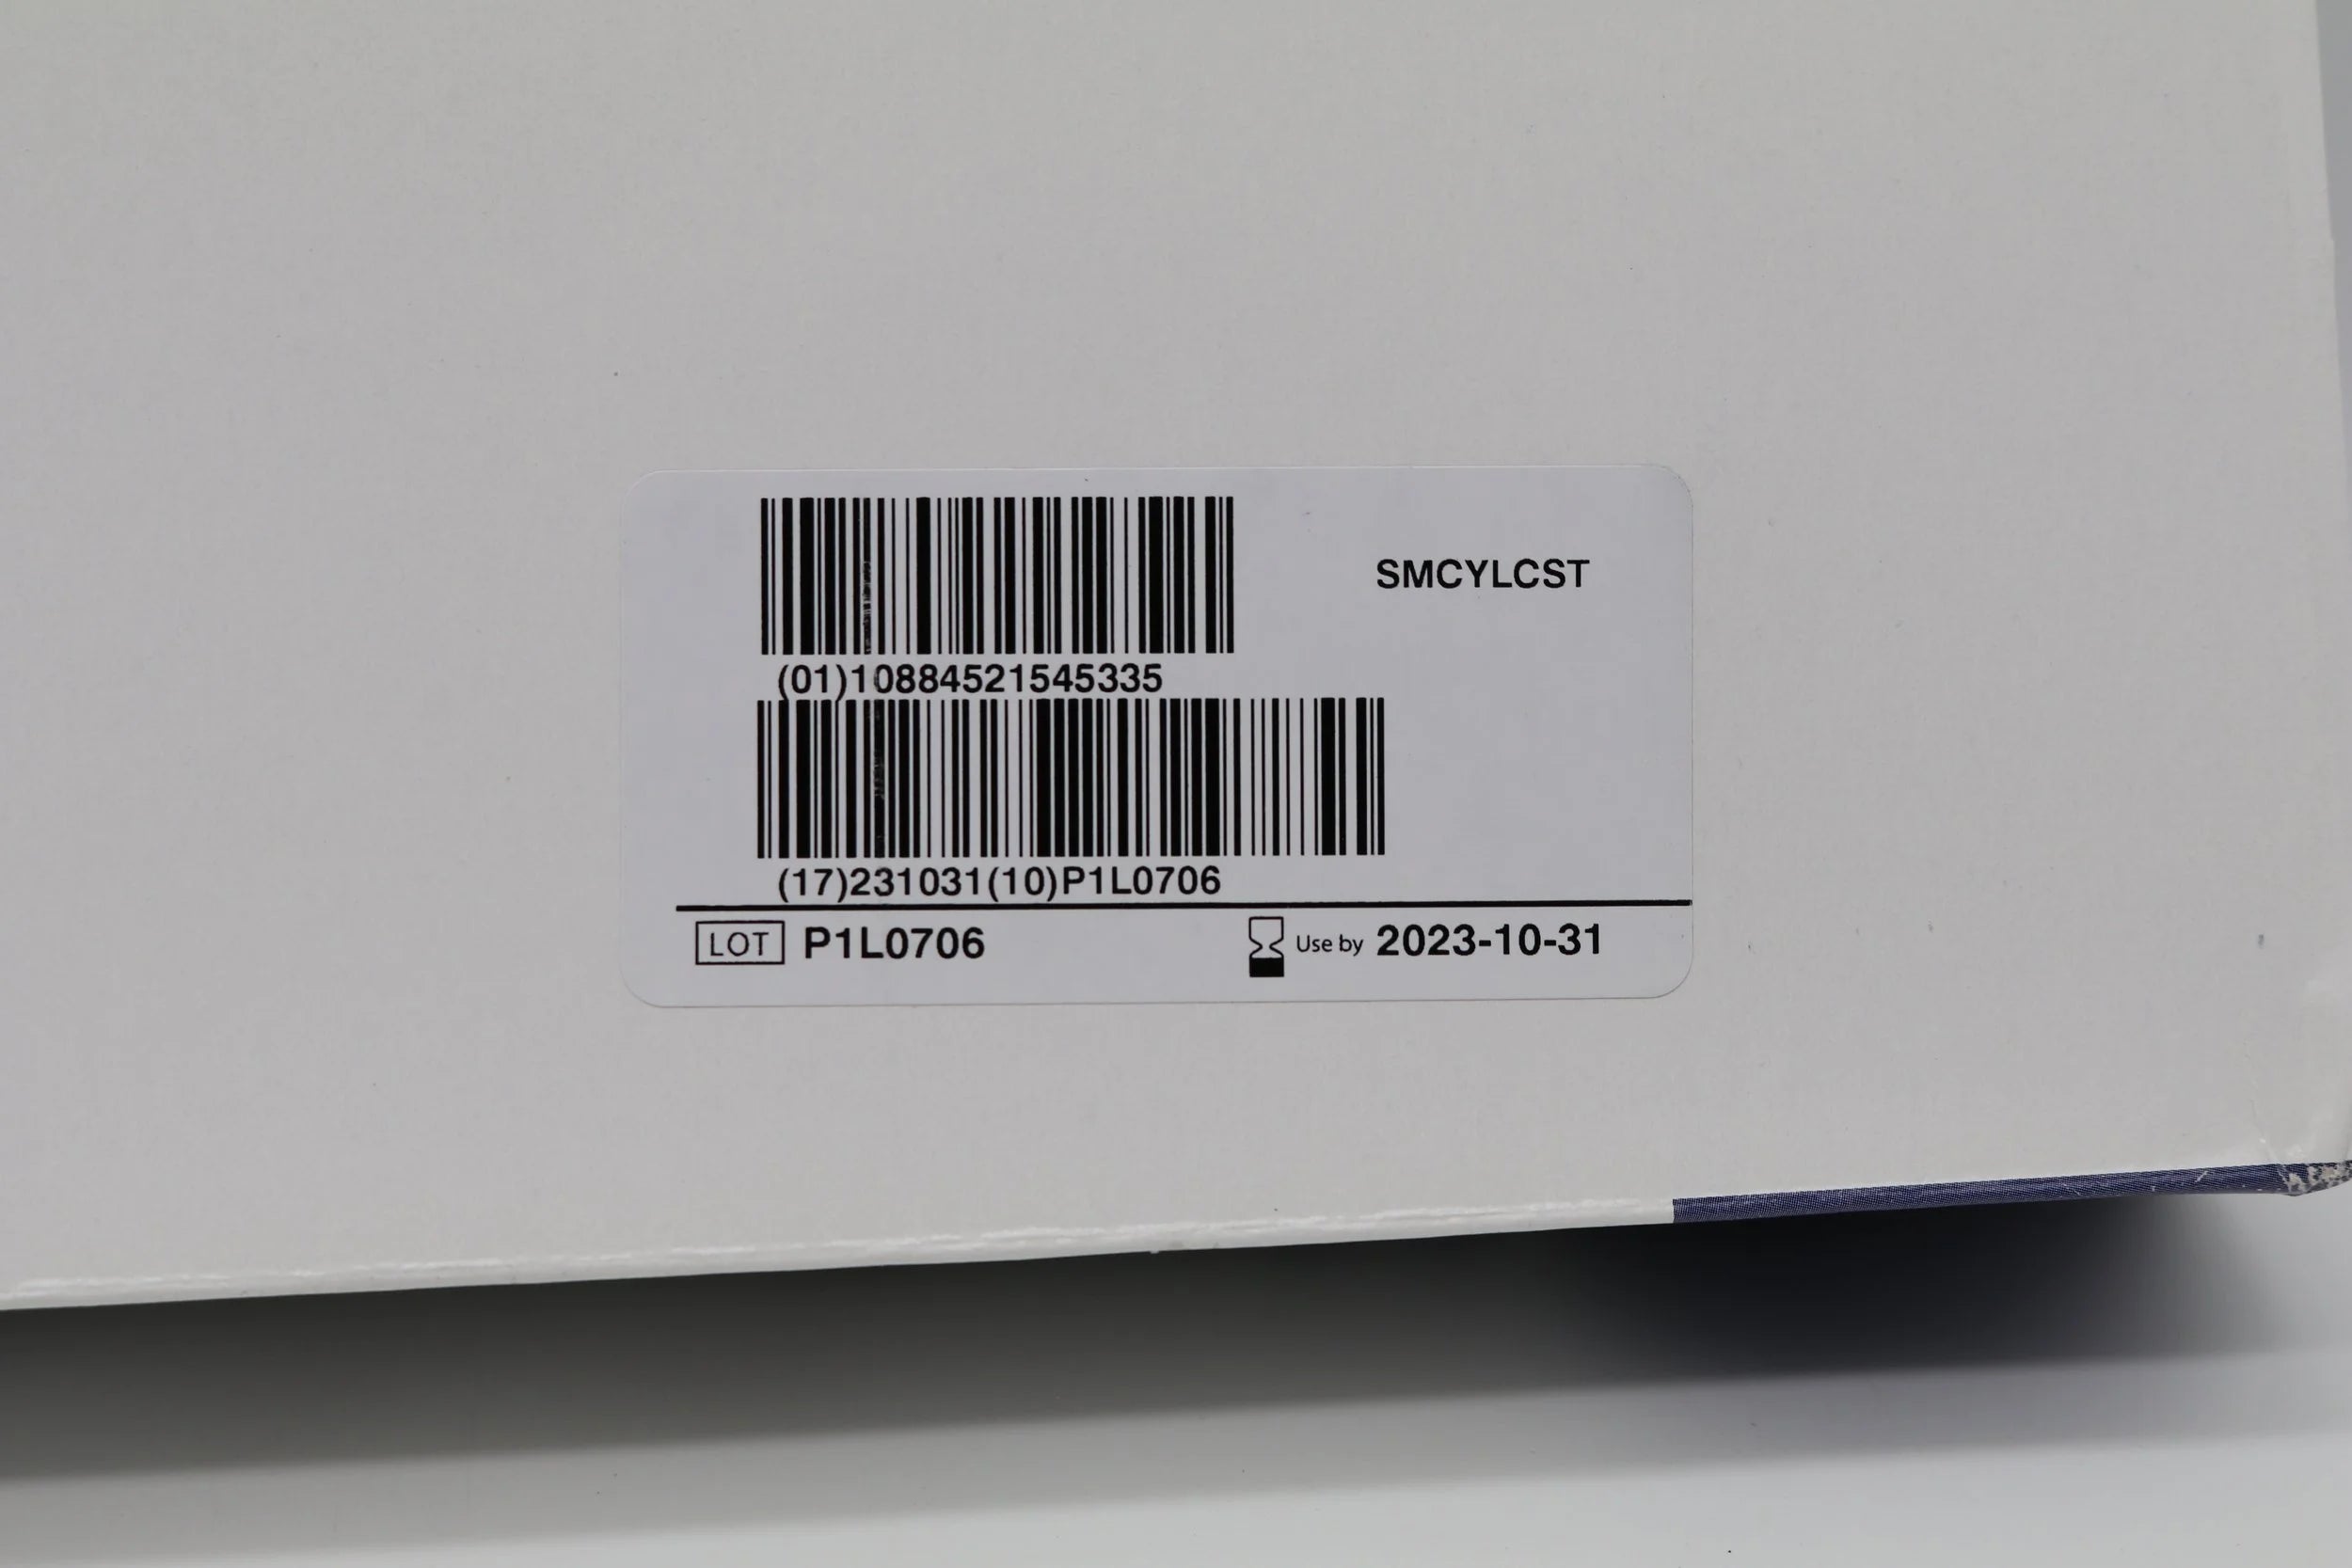 SMCYLCST
(01)10884521545335
(17)231031(10)P1L0706
LOT P1L0706
Use by 2023-10-31